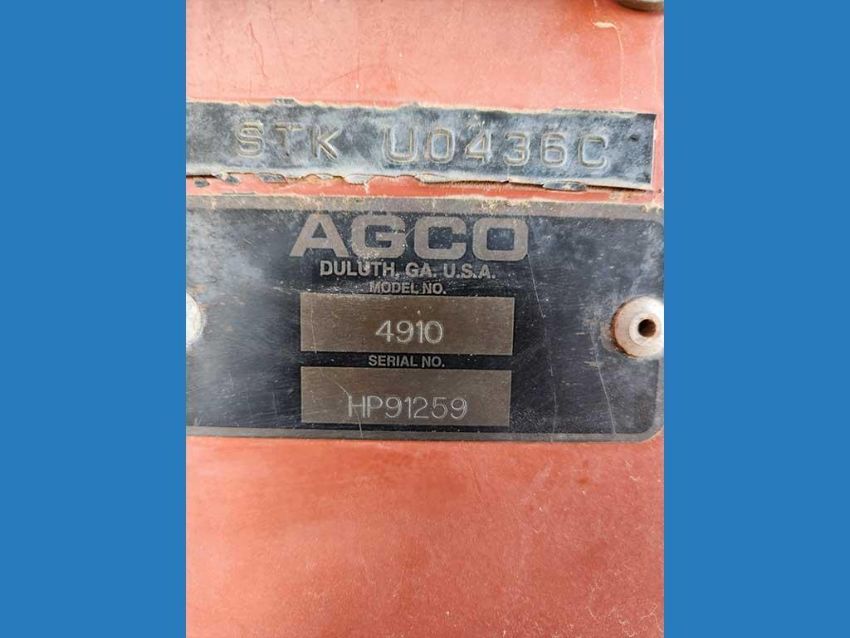 STK U0436C
AGCO
DULUTH, GA. U.S.A.
MODEL NO.
4910
SERIAL NO.
HP91259